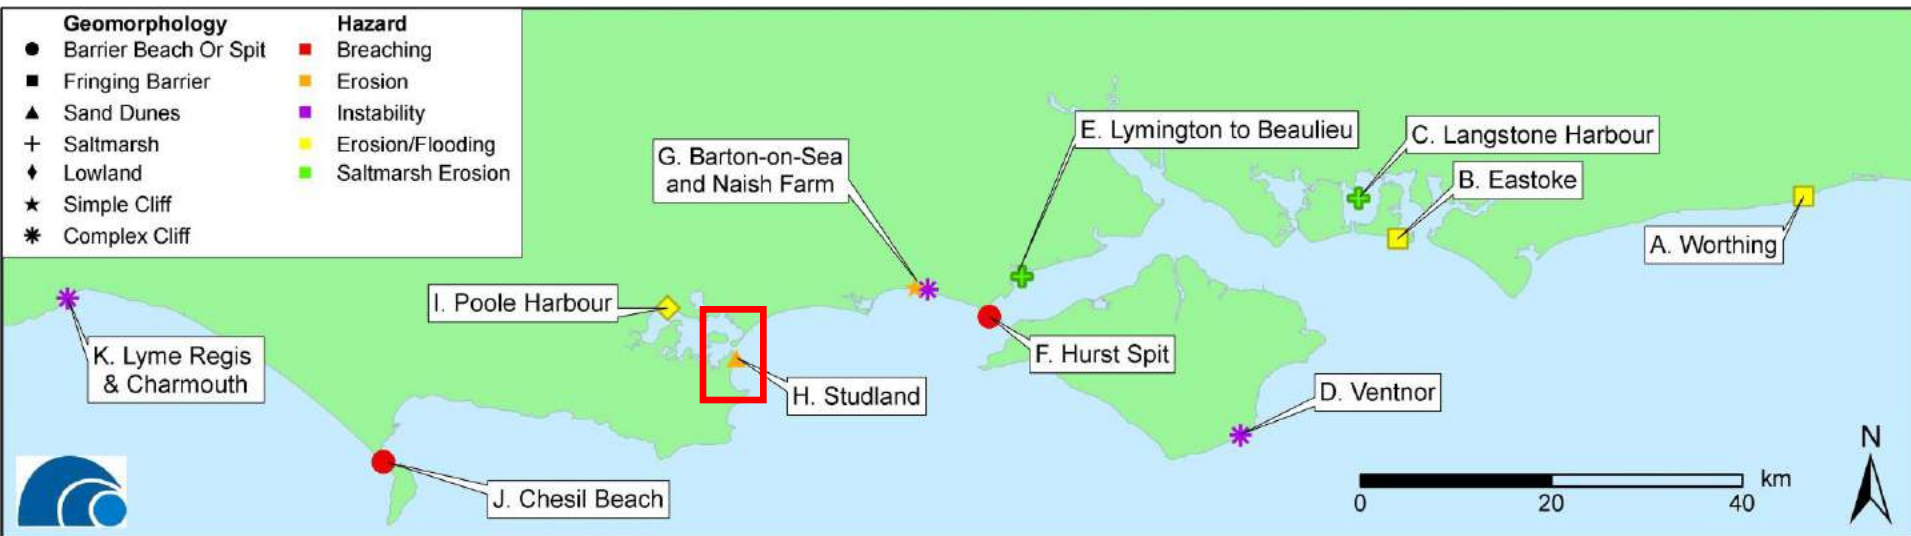 Geomorphology
Barrier Beach Or Spit
Fringing Barrier
Sand Dunes
Saltmarsh
Lowland
Simple Cliff
Complex Cliff
Hazard
Breaching
Erosion
Instability
Erosion/Flooding
Saltmarsh Erosion
G. Barton-on-Sea
and Naish Farm
E. Lymington to Beaulieu
C. Langstone Harbour
B. Eastoke
A. Worthing
I. Poole Harbour
K. Lyme Regis
& Charmouth
H. Studland
F. Hurst Spit
D. Ventnor
J. Chesil Beach
N
km
0 20 40